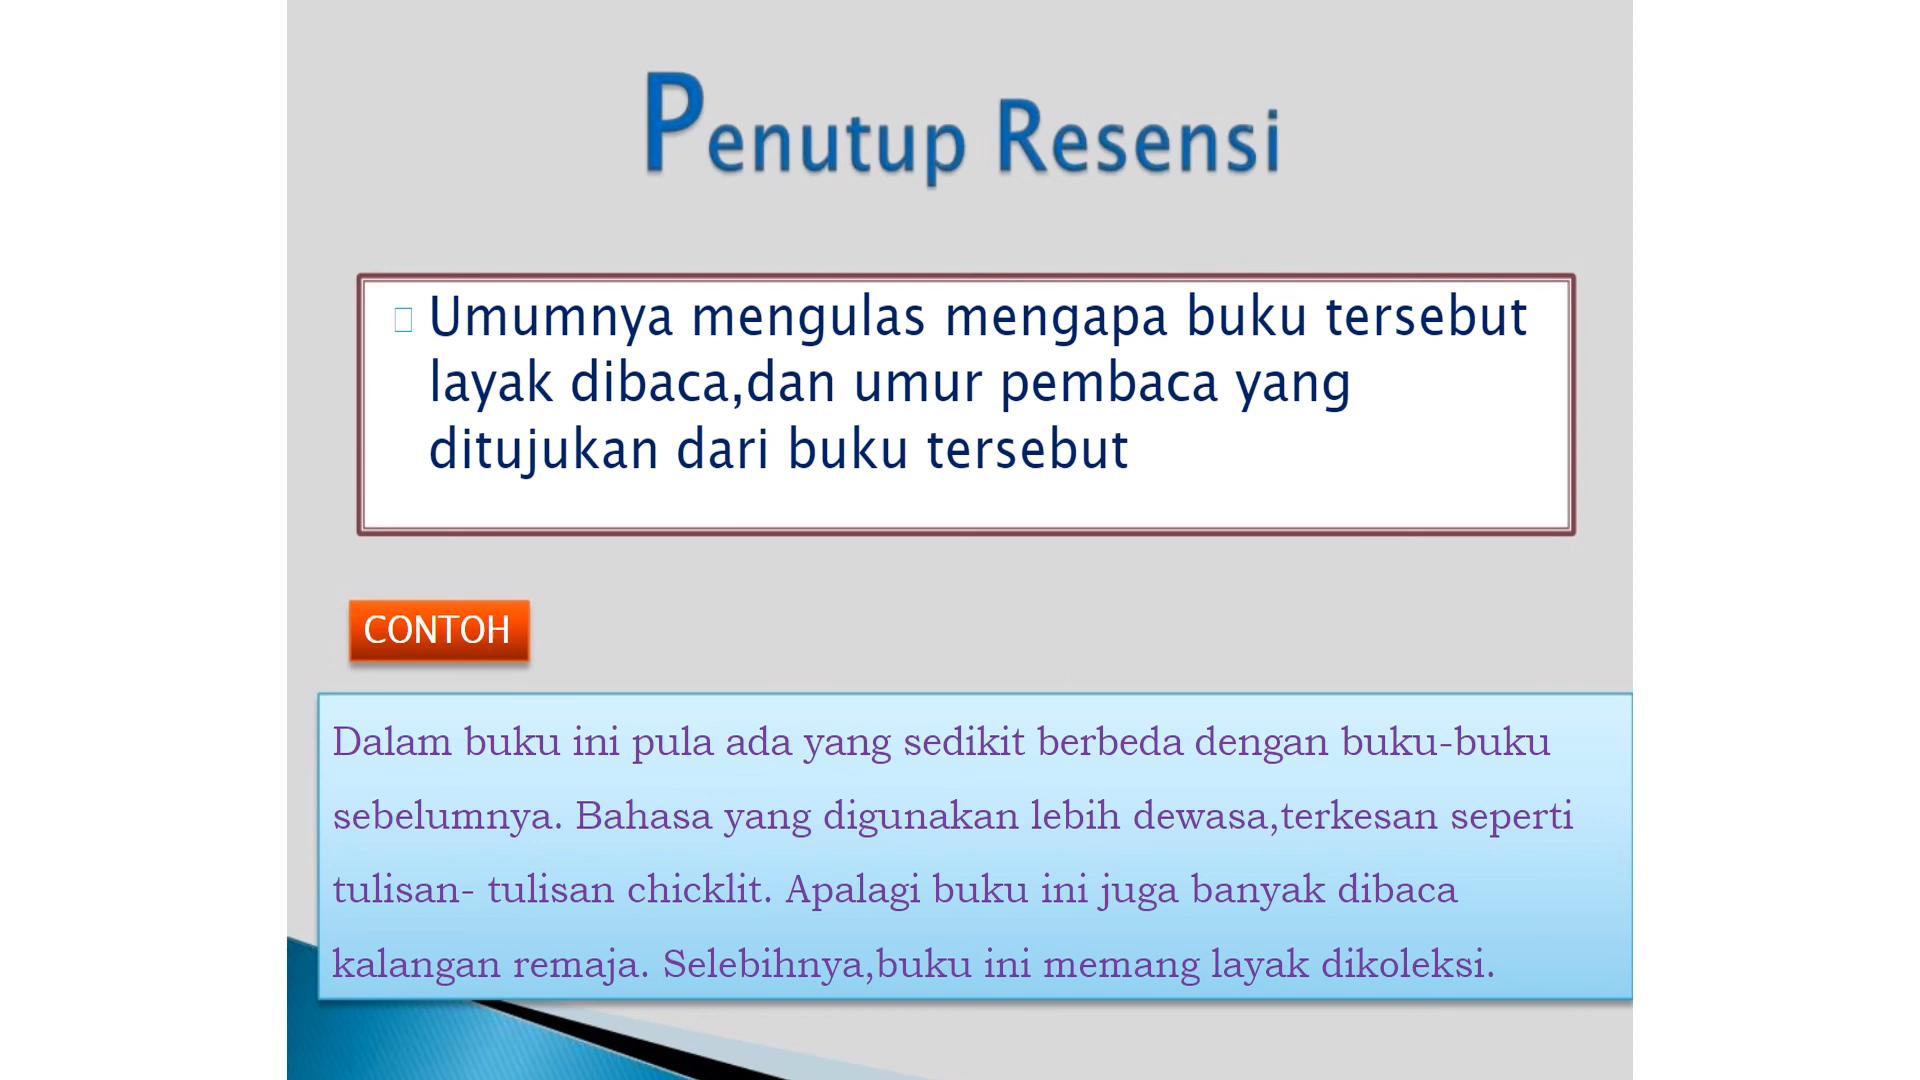 Penutup Resensi
Umumnya mengulas mengapa buku tersebut
layak dibaca,dan umur pembaca yang
ditujukan dari buku tersebut
CONTOH
Dalam buku ini pula ada yang sedikit berbeda dengan buku-buku
sebelumnya. Bahasa yang digunakan lebih dewasa,terkesan seperti
tulisan- tulisan chicklit. Apalagi buku ini juga banyak dibaca
kalangan remaja. Selebihnya,buku ini memang layak dikoleksi.